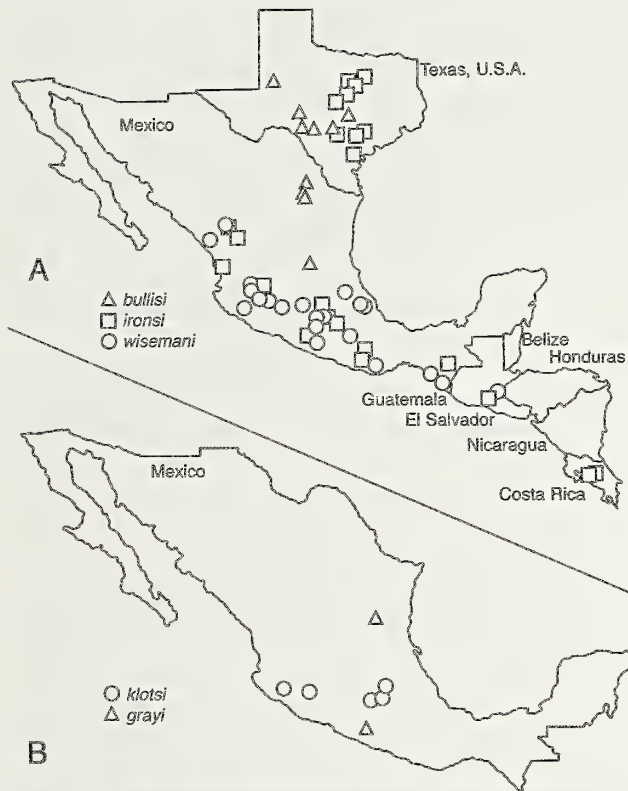 Texas, U.S.A.
Mexico
A
bullisi
ironsi
wisemani
Belize
Honduras
Guatemala
El Salvador
Nicaragua
Costa Rica
Mexico
klotsi
grayi
B